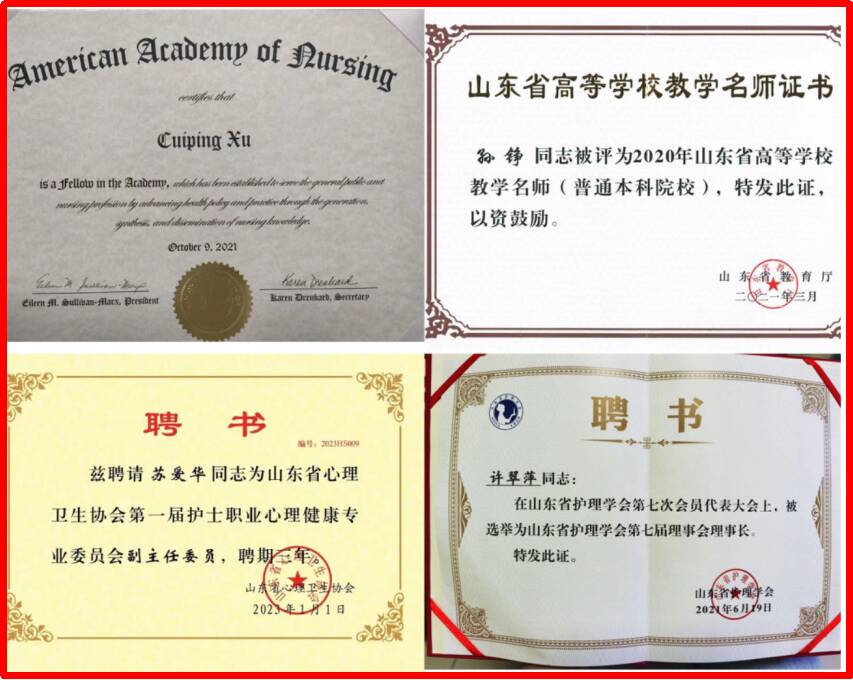 American Academy of Nursing
certifies that
Cuiping Xu
is a Fellow in the Academy, which has been established to serve the general public and
nursing profession by advancing health policy and practice through the generation,
synthesis, and dissemination of nursing knowledge.
October 9, 2021
Eileen M. Sullivan-Marx
Karen Drenkard
Eileen M. Sullivan-Marx, President
Karen Drenkard, Secretary
山东省高等学校教学名师证书
孙铮 同志被评为2020年山东省高等学校
教学名师（普通本科院校），特发此证，
以资鼓励。
山东省教育厅
二〇二一年三月
聘书
编号：2023H5009
兹聘请 苏爱华 同志为山东省心理
卫生协会第一届护士职业心理健康专
业委员会副主任委员，聘期三年。
山东省心理卫生协会
2023年1月1日
聘书
许翠萍同志：
在山东省护理学会第七次会员代表大会上，被
选举为山东省护理学会第七届理事会理事长。
特发此证。
山东省护理学会
2021年6月19日